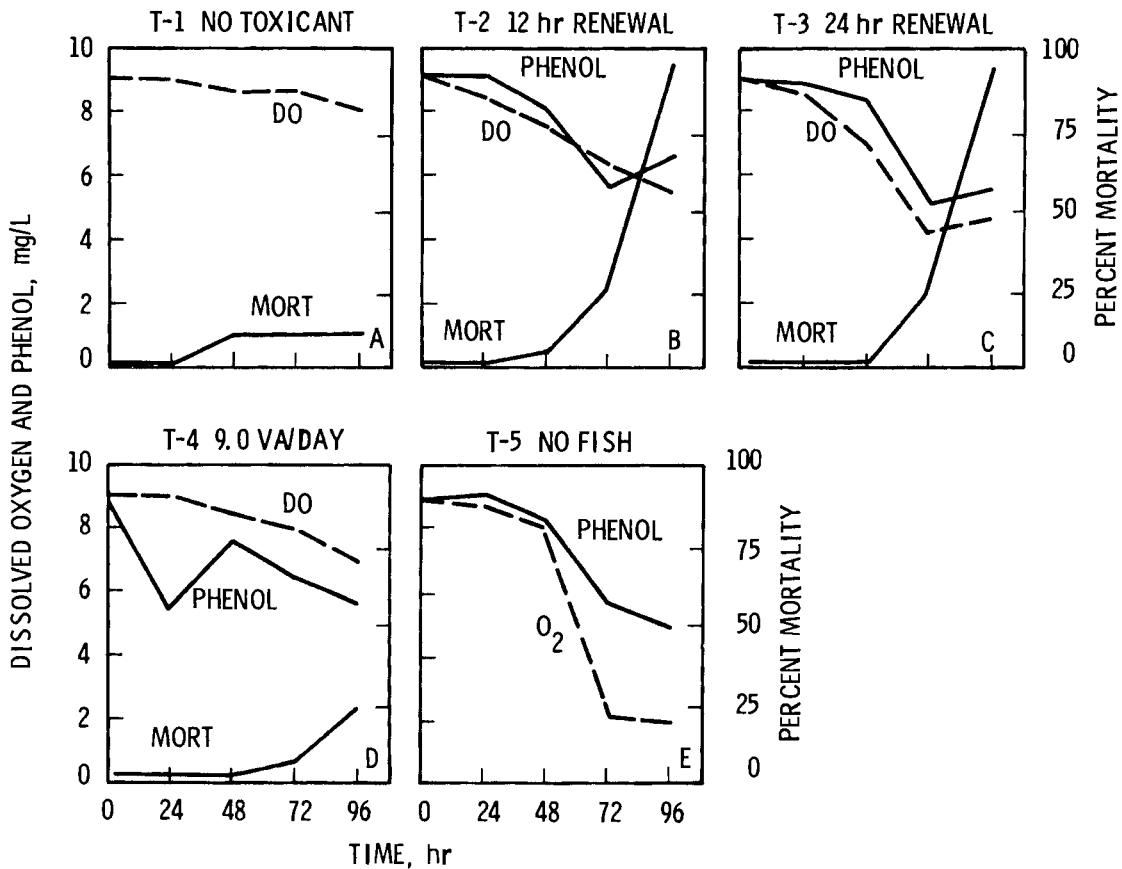 T-1 NO TOXICANT
T-2 12 hr RENEWAL
T-3 24 hr RENEWAL
10
8
6
4
2
0
DO
MORT
A
PHENOL
DO
MORT
B
PHENOL
DO
MORT
C
100
75
50
25
0
PERCENT MORTALITY
DISSOLVED OXYGEN AND PHENOL, mg/L
T-4 9.0 VA/DAY
T-5 NO FISH
10
8
6
4
2
0
DO
PHENOL
MORT
D
PHENOL
O2
E
100
75
50
25
0
PERCENT MORTALITY
0 24 48 72 96
0 24 48 72 96
TIME, hr